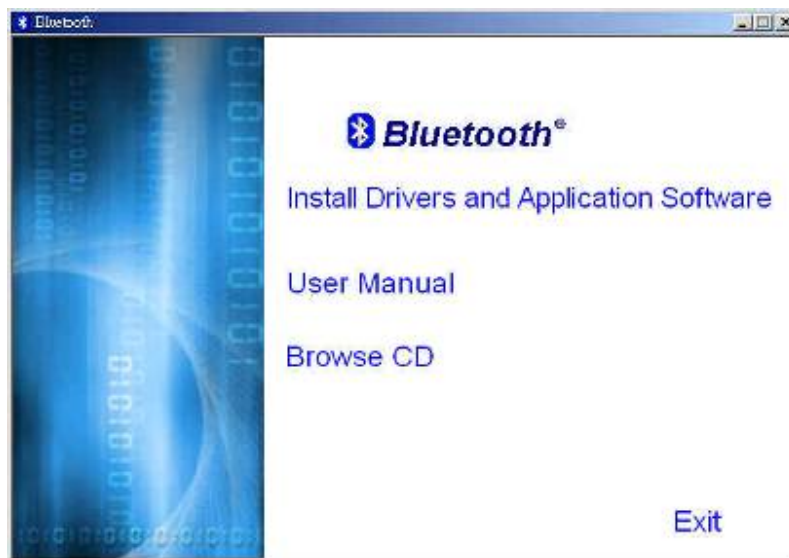 Bluetooth
Bluetooth®
Install Drivers and Application Software
User Manual
Browse CD
Exit